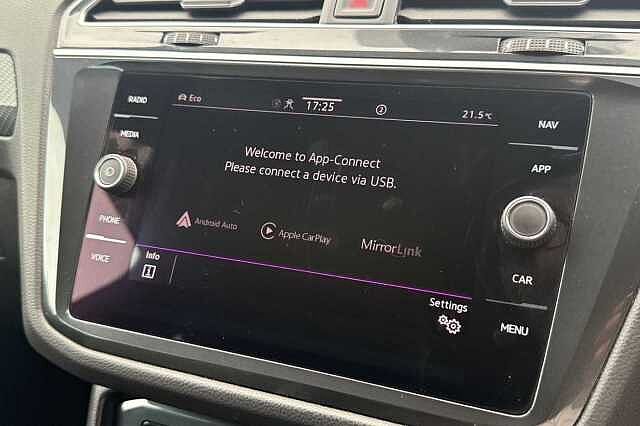 RADIO
MEDIA
PHONE
VOICE
Eco
17:25
2
21.5°C
Welcome to App-Connect
Please connect a device via USB.
Android Auto
Apple CarPlay
MirrorLink
Info
Settings
NAV
APP
CAR
MENU